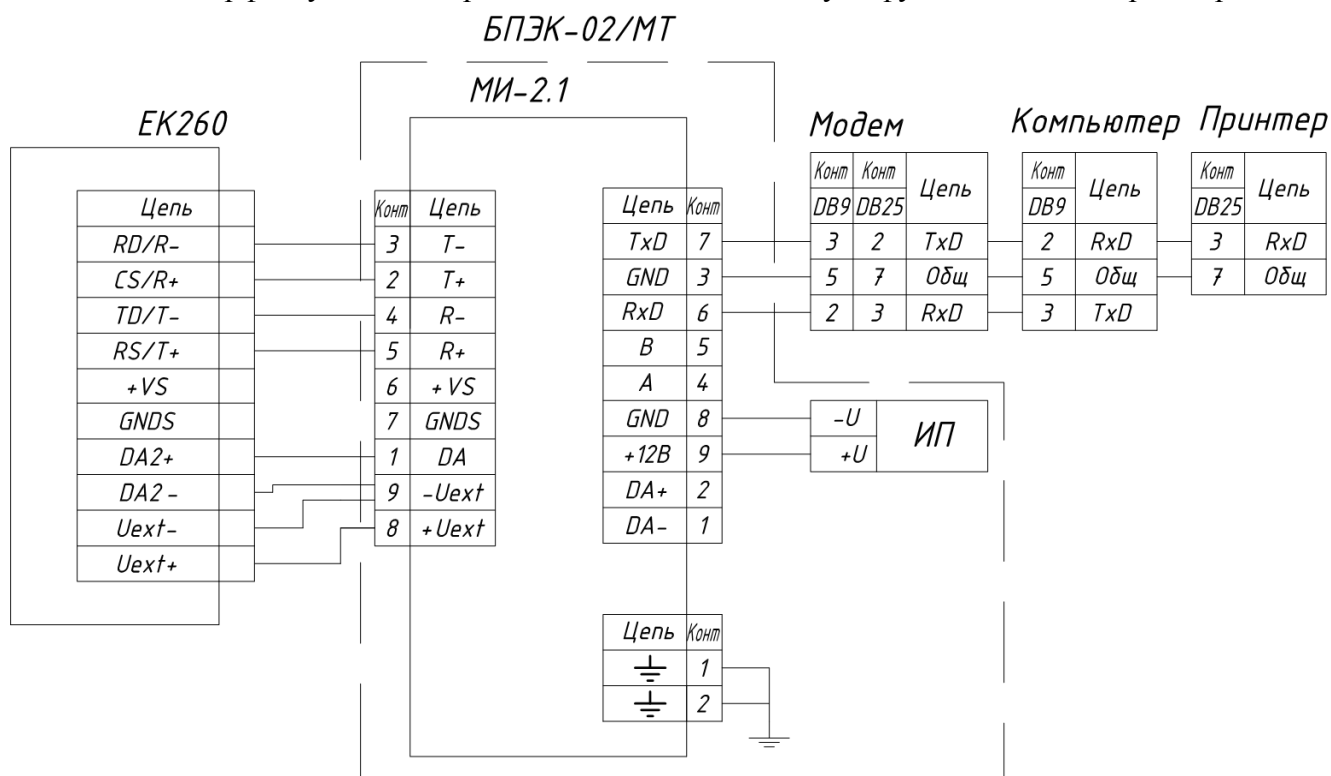 БПЭК-02/МТ
МИ-2.1
ЕК260
Модем
Компьютер
Принтер
Цепь
RD/R-
CS/R+
TD/T-
RS/T+
+VS
GNDS
DA2+
DA2 -
Uext-
Uext+
Конт Цепь
3 T-
2 T+
4 R-
5 R+
6 +VS
7 GNDS
1 DA
9 -Uext
8 +Uext
Цепь Конт
TxD 7
GND 3
RxD 6
B 5
A 4
GND 8
+12В 9
DA+ 2
DA- 1
Цепь Конт
1
2
Конт Конт Цепь
DB9 DB25
3 2 TxD
5 7 Общ
2 3 RxD
Конт Цепь
DB9
2 RxD
5 Общ
3 TxD
Конт Цепь
DB25
3 RxD
7 Общ
-U
+U
ИП